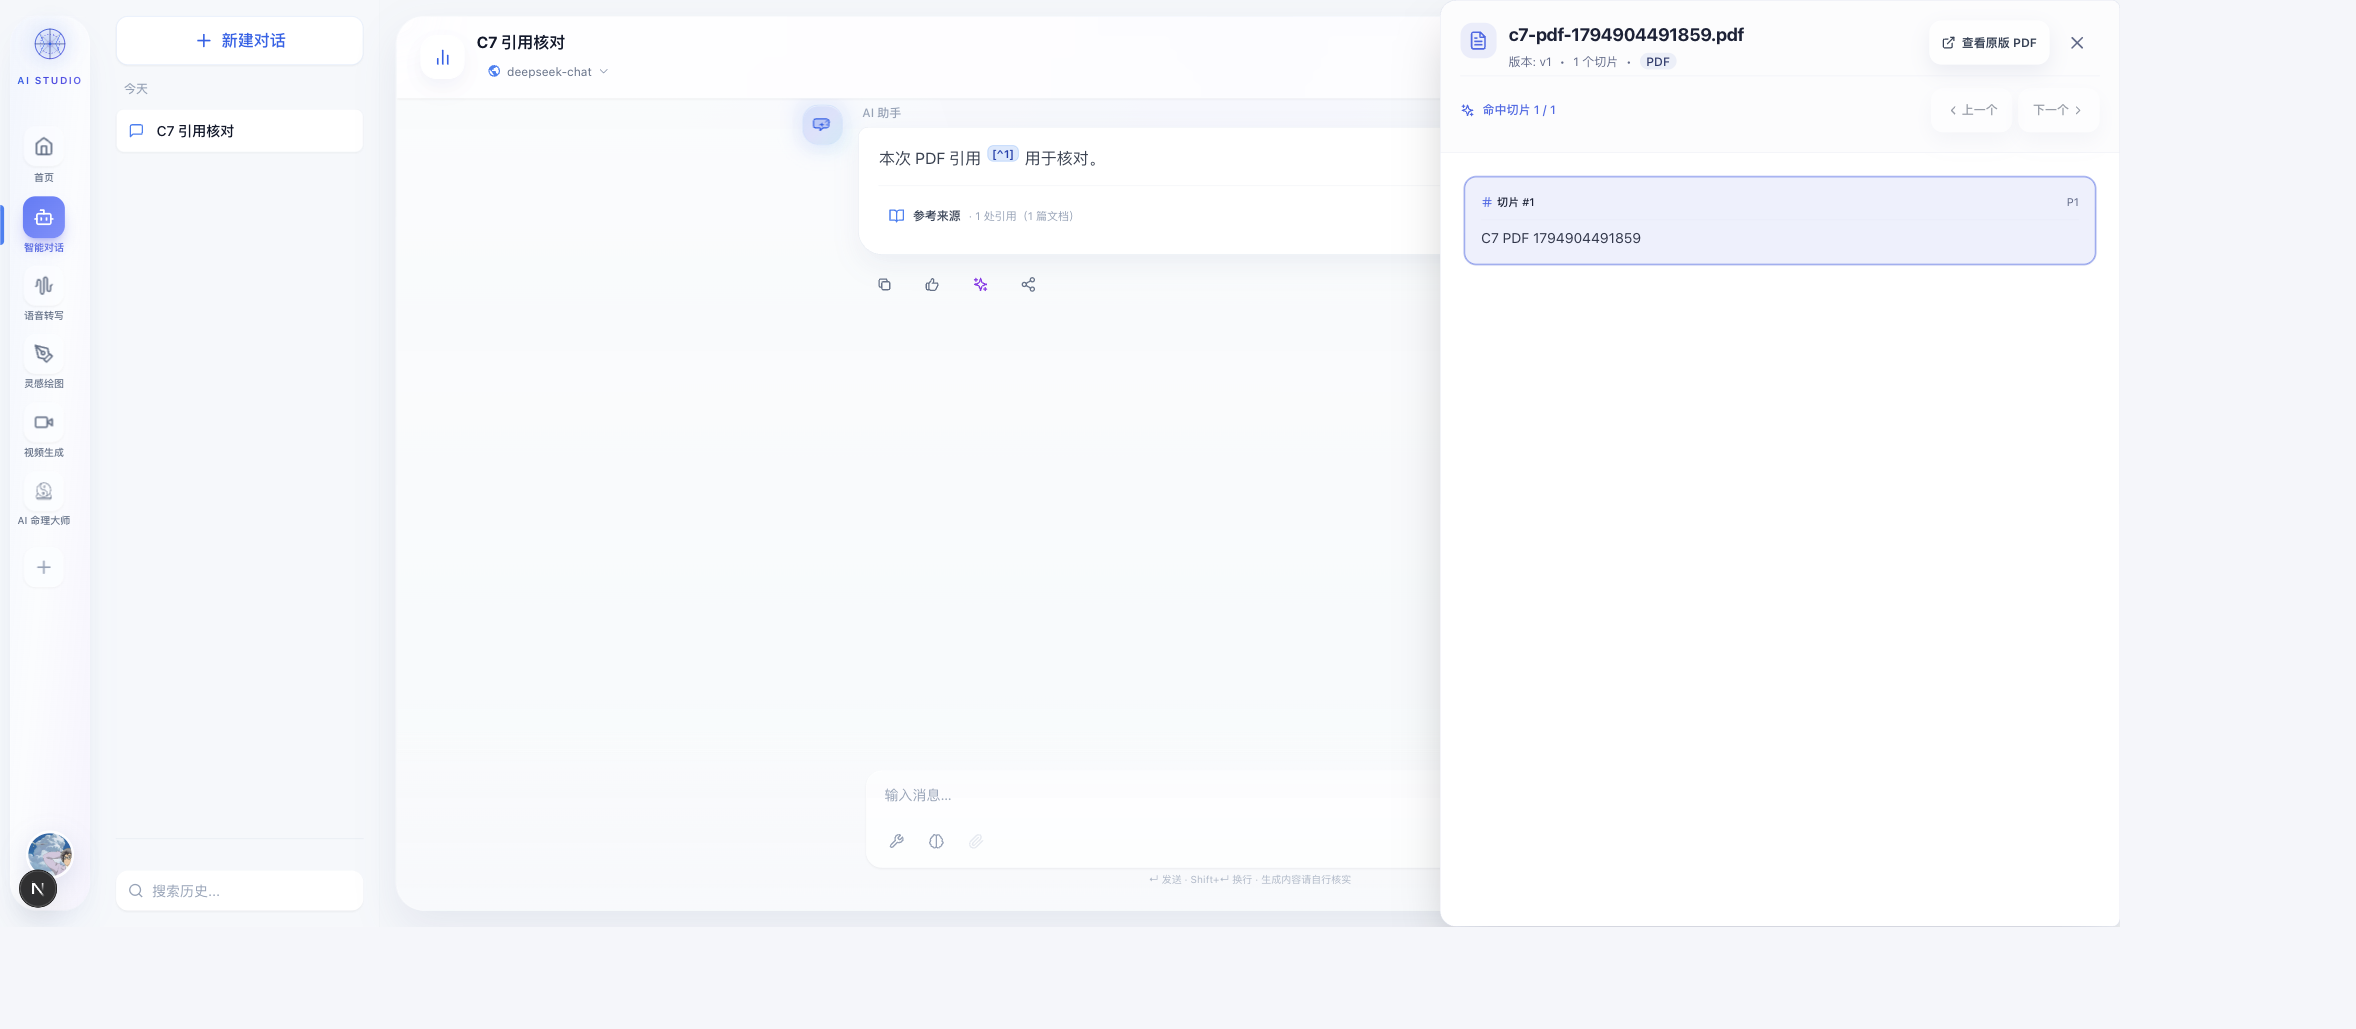 AI STUDIO
首页
智能对话
语音转写
灵感绘图
视频生成
AI 命理大师
N
新建对话
今天
C7 引用核对
搜索历史...
C7 引用核对
deepseek-chat
AI 助手
本次 PDF 引用 [^1] 用于核对。
参考来源 · 1 处引用（1 篇文档）
输入消息...
↵ 发送 · Shift+↵ 换行 · 生成内容请自行核实
c7-pdf-1794904491859.pdf
版本: v1 • 1 个切片 • PDF
查看原版 PDF
命中切片 1 / 1
上一个
下一个
# 切片 #1
P1
C7 PDF 1794904491859